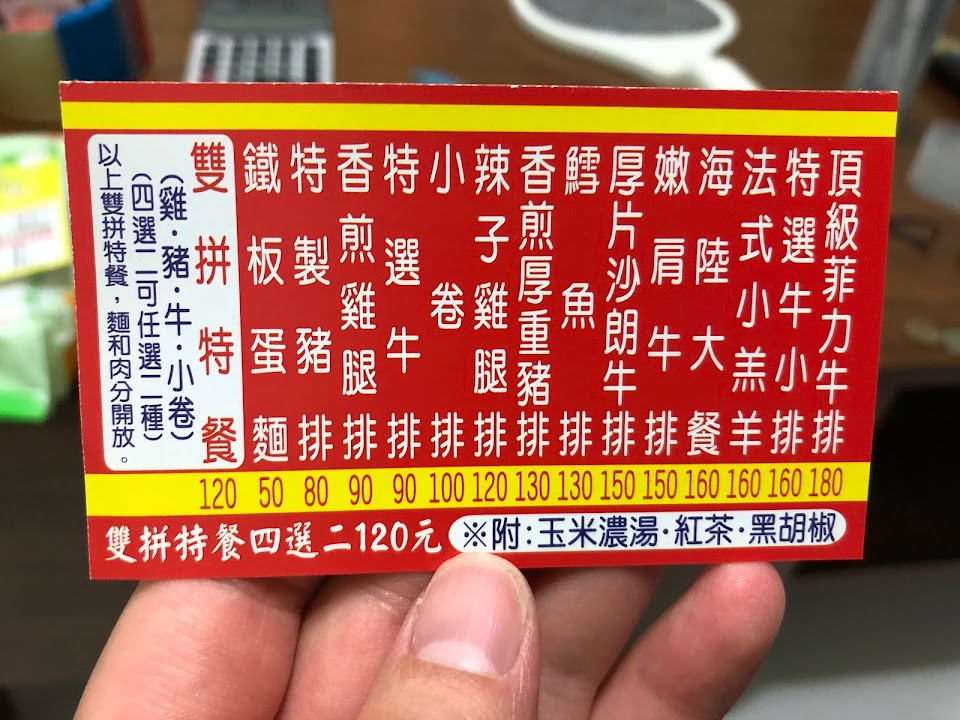 頂級菲力牛排 180
特選牛小排 160
法式小羔羊 160
海陸大餐 160
嫩肩牛排 150
厚片沙朗牛排 150
鱈魚排 130
香煎厚重豬排 130
辣子雞腿排 120
小卷排 100
特選牛排 90
香煎雞腿排 90
特製豬排 80
鐵板蛋麵 50
雙拼特餐 120
(雞·豬·牛·小卷)
(四選二可任選二種)
以上雙拼特餐，麵和肉分開放。
雙拼特餐四選二120元
※附:玉米濃湯·紅茶·黑胡椒